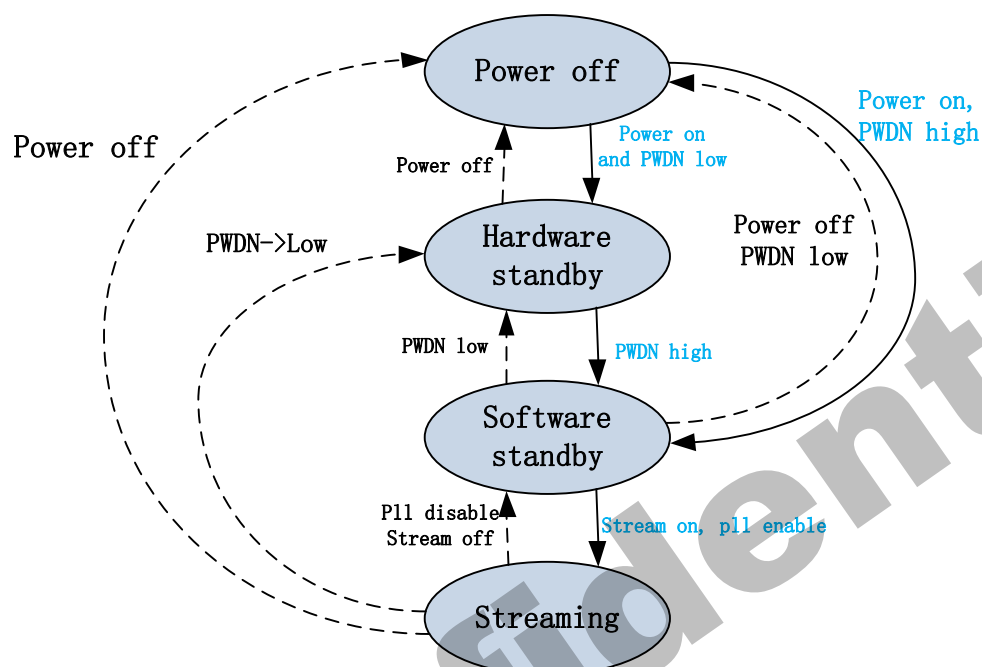 Power off
Power on,
PWDN high
Power on
and PWDN low
Power off
Power off
PWDN->Low
Hardware
standby
Power off
PWDN low
PWDN low
PWDN high
Software
standby
Pll disable
Stream off
Stream on, pll enable
Streaming
fident